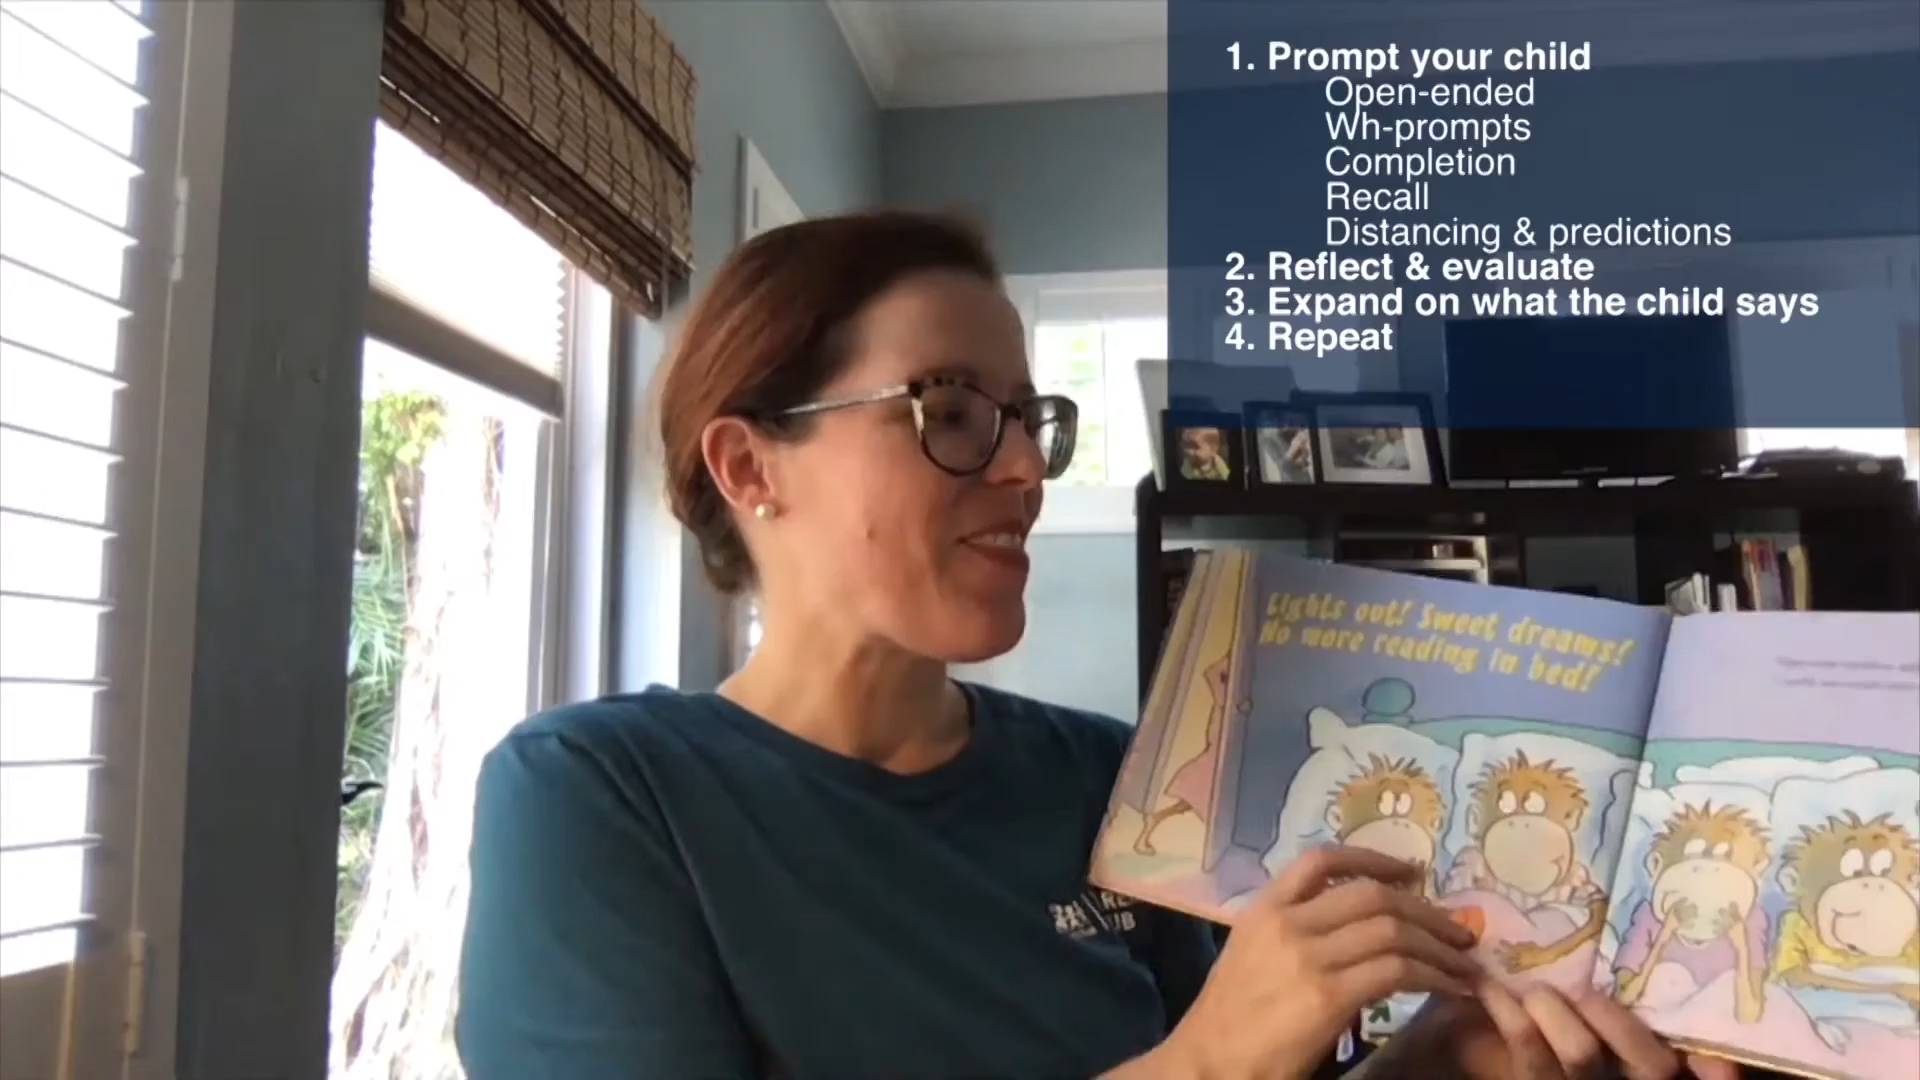 1. Prompt your child
Open-ended
Wh-prompts
Completion
Recall
Distancing & predictions
2. Reflect & evaluate
3. Expand on what the child says
4. Repeat
Lights out! Sweet dreams!
No more reading in bed!